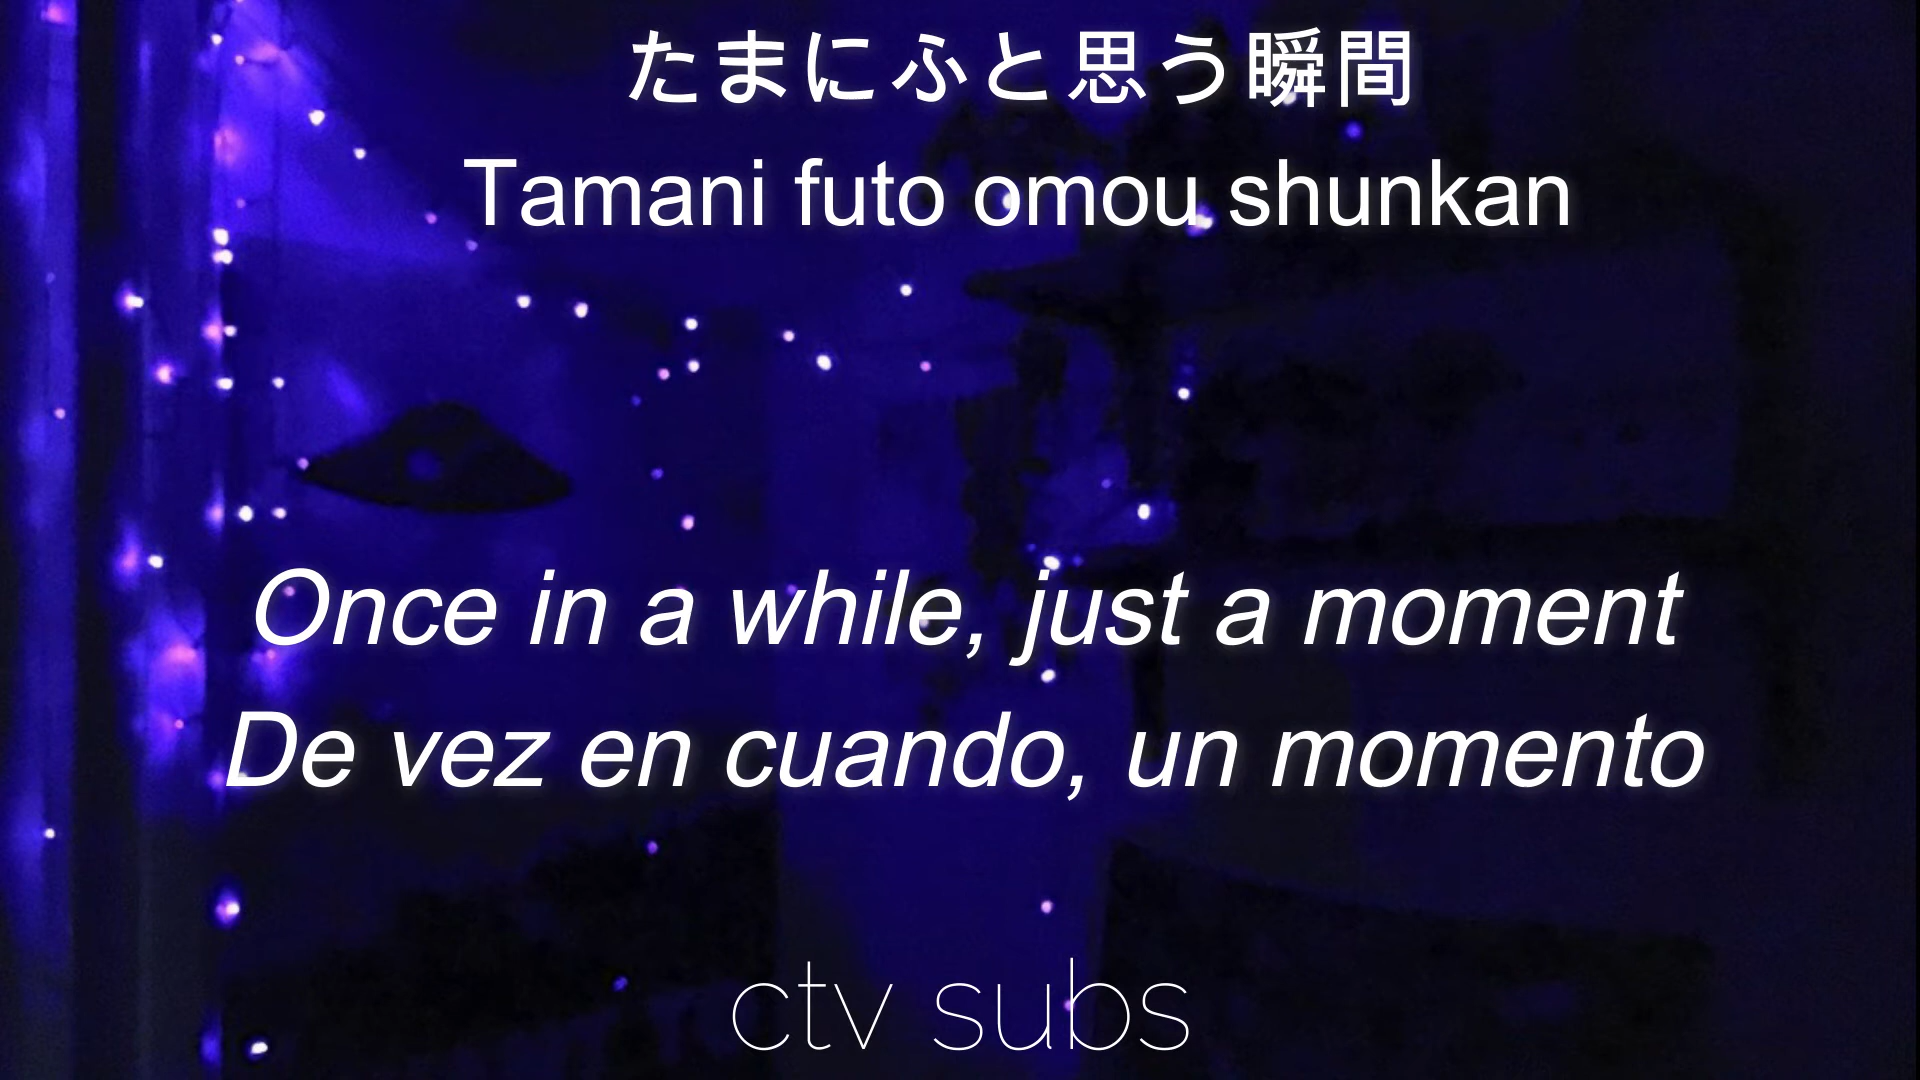 たまにふと思う瞬間
Tamani futo omou shunkan
Once in a while, just a moment
De vez en cuando, un momento
ctv subs